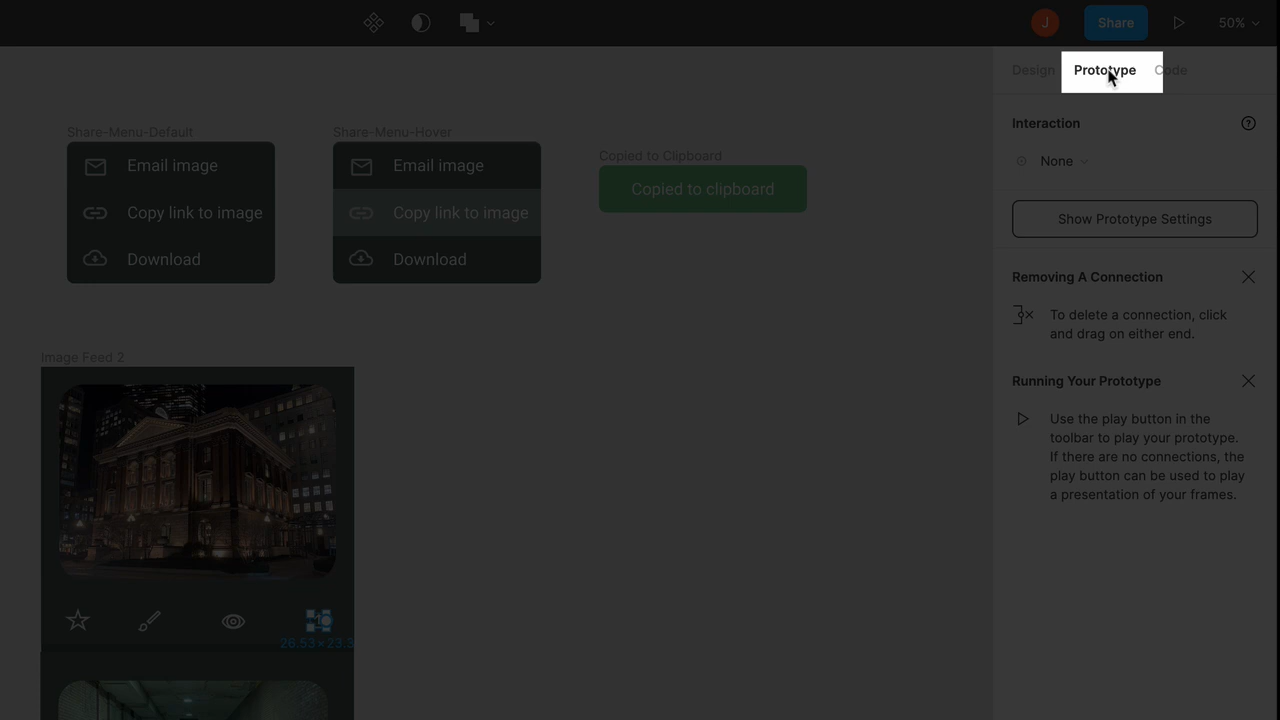 J
Share
50%
Design
Prototype
Code
Share-Menu-Default
Share-Menu-Hover
Copied to Clipboard
Email image
Copy link to image
Download
Email image
Copy link to image
Download
Copied to clipboard
Interaction
?
None
Show Prototype Settings
Removing A Connection
To delete a connection, click
and drag on either end.
Running Your Prototype
Use the play button in the
toolbar to play your prototype.
If there are no connections, the
play button can be used to play
a presentation of your frames.
Image Feed 2
26.53×23.3